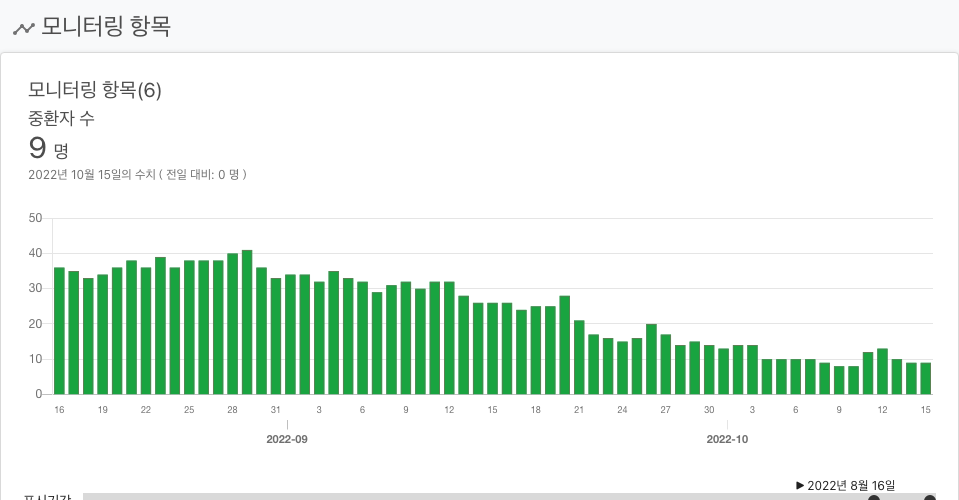 모니터링 항목
모니터링 항목(6)
중환자 수
9 명
2022년 10월 15일의 수치 ( 전일 대비: 0 명 )
50
40
30
20
10
0
16 19 22 25 28 31 3 6 9 12 15 18 21 24 27 30 3 6 9 12 15
2022-09 2022-10
▶ 2022년 8월 16일
표시기간